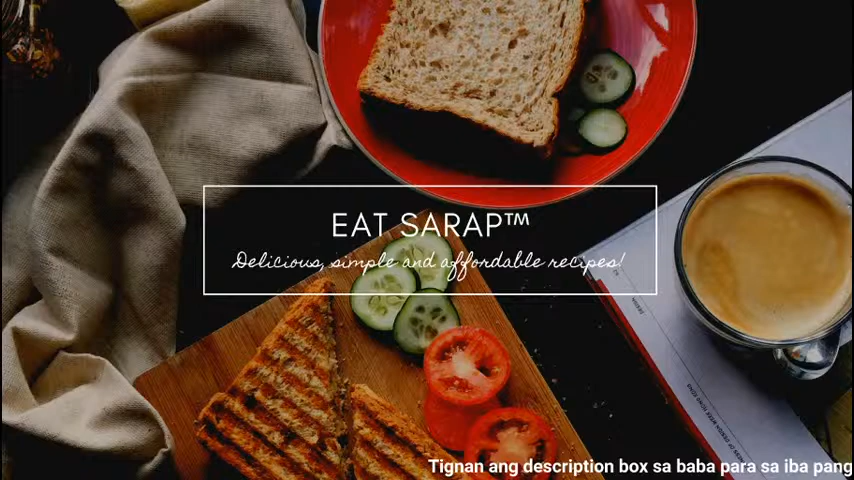 EAT SARAP™
Delicious, simple and affordable recipes!
Tignan ang description box sa baba para sa iba pang